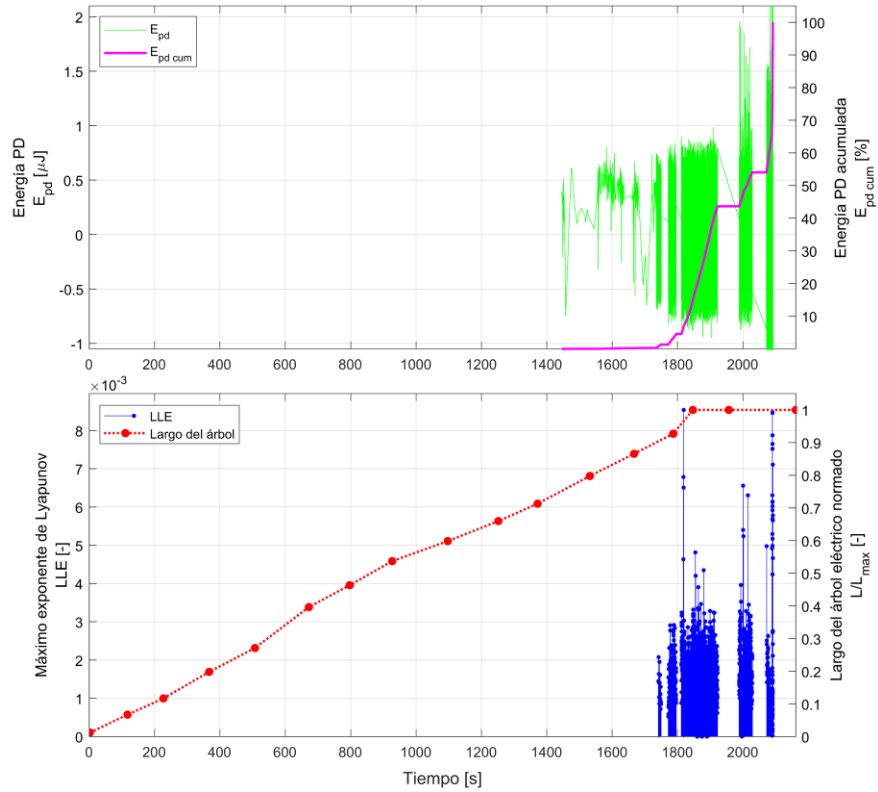 E_pd
E_pd cum
2
1.5
1
0.5
0
-0.5
-1
Energía PD
E_pd [μJ]
100
90
80
70
60
50
40
30
20
10
Energía PD acumulada
E_pd cum [%]
0 200 400 600 800 1000 1200 1400 1600 1800 2000
× 10^-3
LLE
Largo del árbol
8
7
6
5
4
3
2
1
0
Máximo exponente de Lyapunov
LLE [-]
1
0.9
0.8
0.7
0.6
0.5
0.4
0.3
0.2
0.1
0
Largo del árbol eléctrico normado
L/L_max [-]
0 200 400 600 800 1000 1200 1400 1600 1800 2000
Tiempo [s]